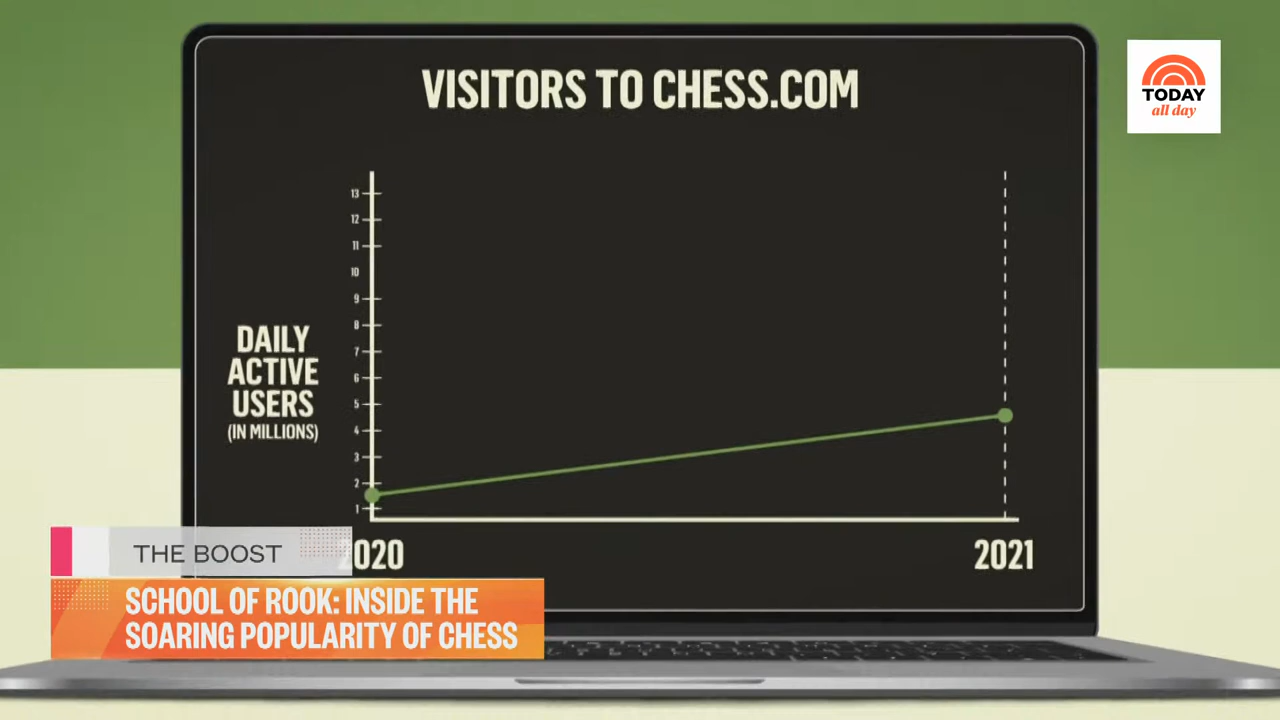 VISITORS TO CHESS.COM
TODAY
all day
13
12
11
10
9
8
7
6
5
4
3
2
1
DAILY
ACTIVE
USERS
(IN MILLIONS)
2020
2021
THE BOOST
SCHOOL OF ROOK: INSIDE THE
SOARING POPULARITY OF CHESS